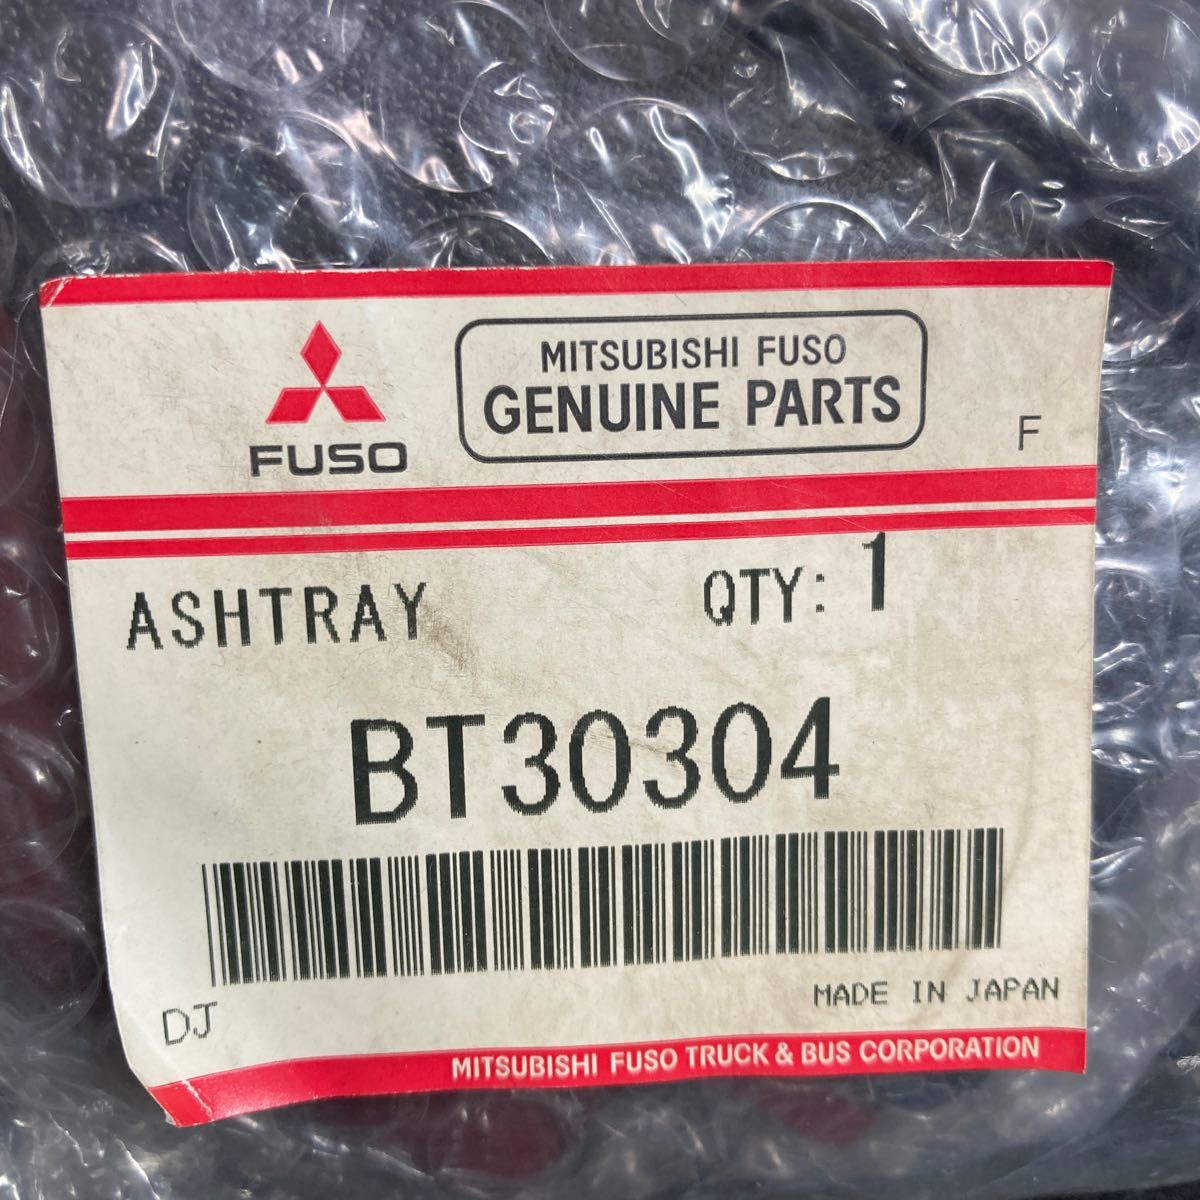 MITSUBISHI FUSO
GENUINE PARTS
FUSO
F
ASHTRAY QTY: 1
BT30304
DJ
MADE IN JAPAN
MITSUBISHI FUSO TRUCK & BUS CORPORATION